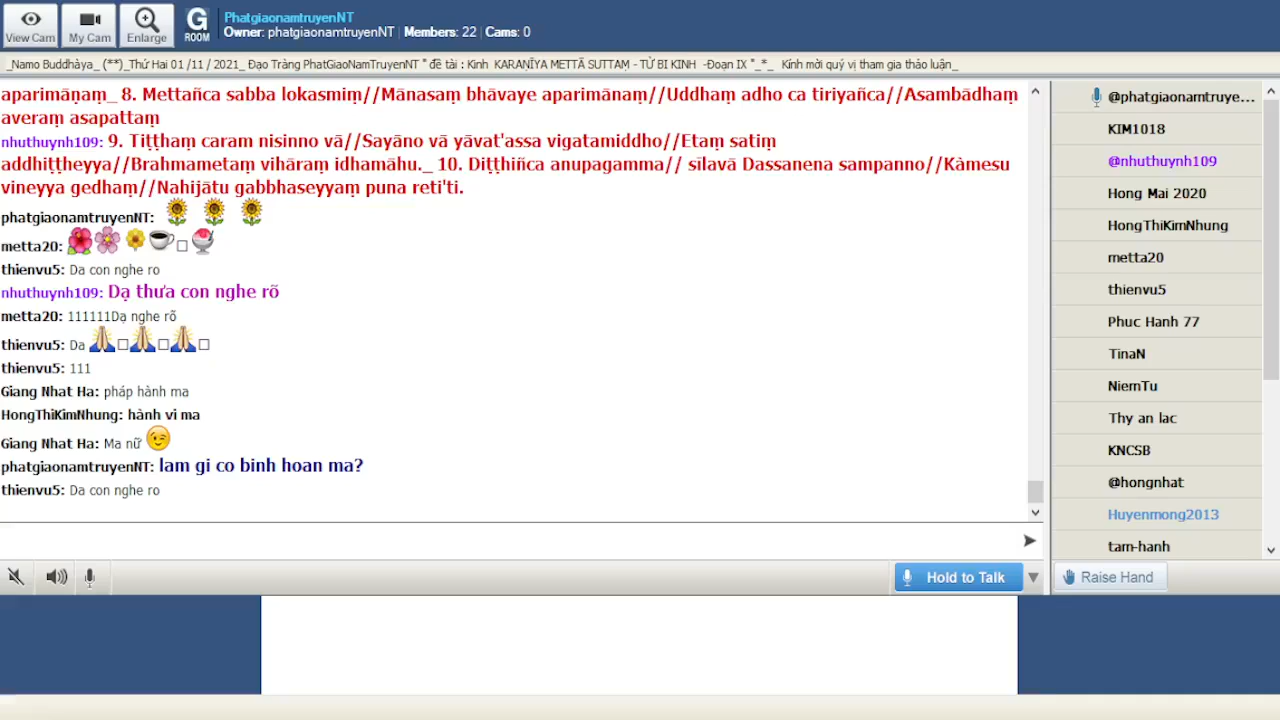 View Cam
My Cam
Enlarge
G
ROOM
PhatgiaonamtruyenNT
Owner: phatgiaonamtruyenNT | Members: 22 | Cams: 0
_Namo Buddhàya_ (**)_Thứ Hai 01 /11 / 2021_ Đạo Tràng PhatGiaoNamTruyenNT " đề tài : Kinh KARAṆĪYA METTĀ SUTTAṂ - TỪ BI KINH -Đoạn IX "_*_ Kính mời quý vị tham gia thảo luận_
aparimāṇaṃ_ 8. Mettañca sabba lokasmiṃ//Mānasaṃ bhāvaye aparimānaṃ//Uddhaṃ adho ca tiriyañca//Asambādhaṃ
averaṃ asapattaṃ
nhuthuynh109: 9. Tiṭṭhaṃ caram nisinno vā//Sayāno vā yāvat'assa vigatamiddho//Etaṃ satiṃ
addhiṭṭheyya//Brahmametaṃ vihāraṃ idhamāhu._ 10. Diṭṭhiñca anupagamma// sīlavā Dassanena sampanno//Kàmesu
vineyya gedhaṃ//Nahijātu gabbhaseyyaṃ puna reti'ti.
phatgiaonamtruyenNT:
metta20:
thienvu5: Da con nghe ro
nhuthuynh109: Dạ thưa con nghe rõ
metta20: 111111Dạ nghe rõ
thienvu5: Da
thienvu5: 111
Giang Nhat Ha: pháp hành ma
HongThiKimNhung: hành vi ma
Giang Nhat Ha: Ma nữ
phatgiaonamtruyenNT: lam gi co binh hoan ma?
thienvu5: Da con nghe ro
@phatgiaonamtruye...
KIM1018
@nhuthuynh109
Hong Mai 2020
HongThiKimNhung
metta20
thienvu5
Phuc Hanh 77
TinaN
NiemTu
Thy an lac
KNCSB
@hongnhat
Huyenmong2013
tam-hanh
Hold to Talk
Raise Hand